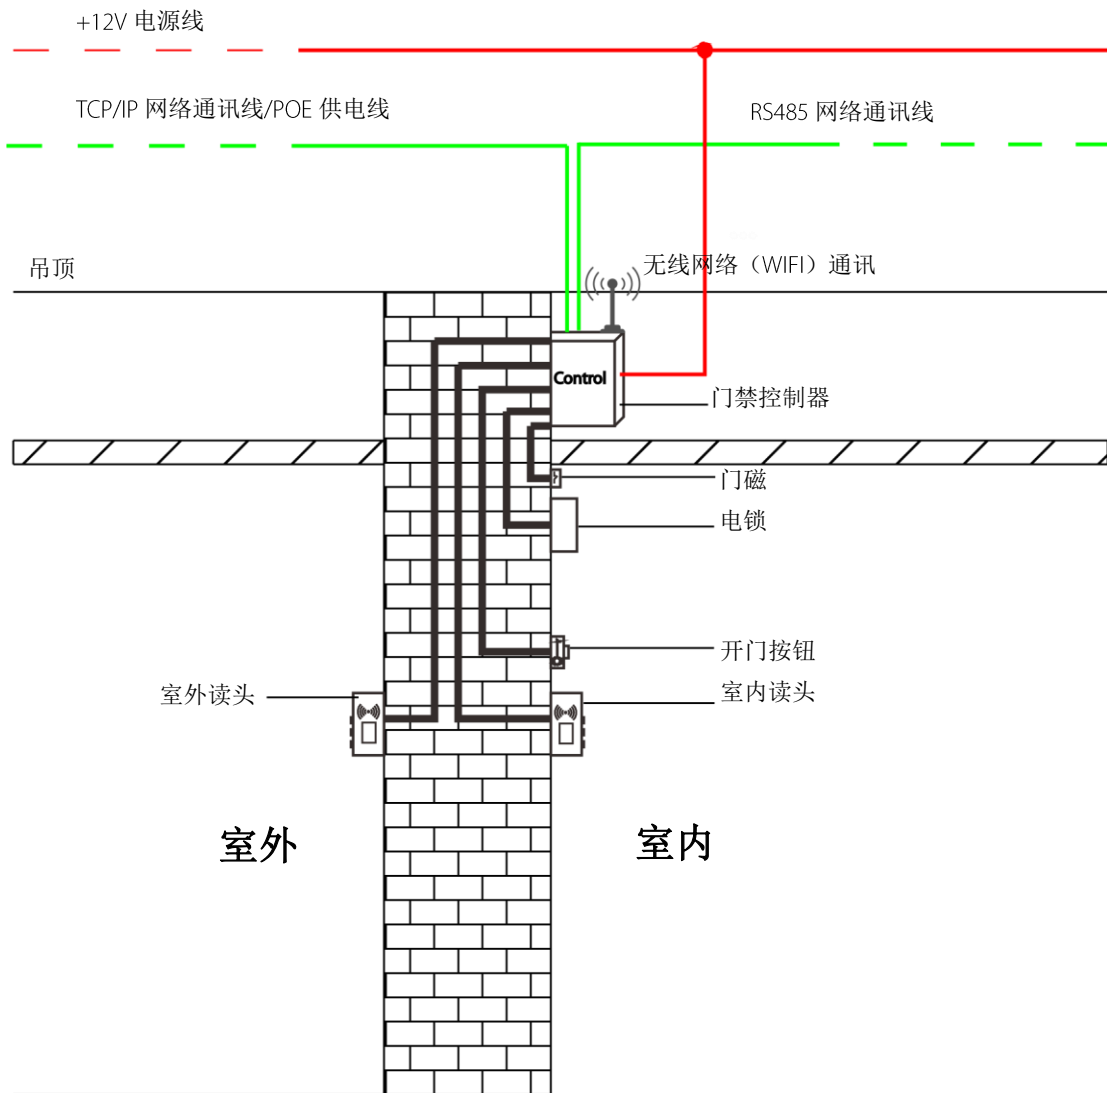 +12V 电源线
TCP/IP 网络通讯线/POE 供电线
RS485 网络通讯线
吊顶
无线网络（WIFI）通讯
Control
门禁控制器
门磁
电锁
开门按钮
室外读头
室内读头
室外
室内